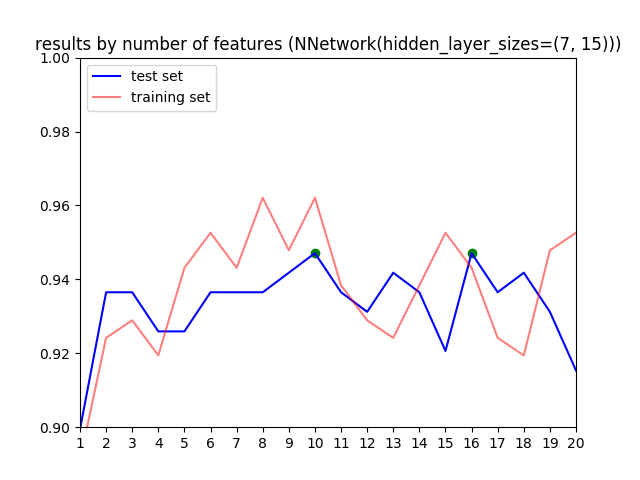 results by number of features (NNetwork(hidden_layer_sizes=(7, 15)))
1.00
test set
training set
0.98
0.96
0.94
0.92
0.90
1 2 3 4 5 6 7 8 9 10 11 12 13 14 15 16 17 18 19 20